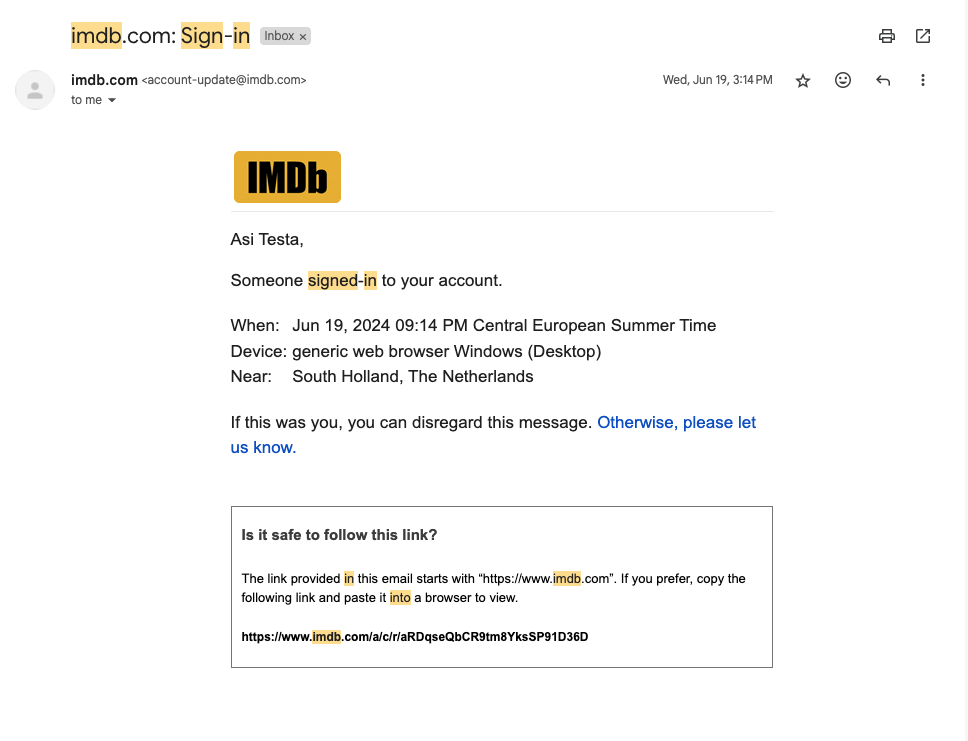 imdb.com: Sign-in Inbox ×
imdb.com <account-update@imdb.com> Wed, Jun 19, 3:14 PM
to me
IMDb
Asi Testa,
Someone signed-in to your account.
When: Jun 19, 2024 09:14 PM Central European Summer Time
Device: generic web browser Windows (Desktop)
Near: South Holland, The Netherlands
If this was you, you can disregard this message. Otherwise, please let
us know.
Is it safe to follow this link?
The link provided in this email starts with “https://www.imdb.com”. If you prefer, copy the
following link and paste it into a browser to view.
https://www.imdb.com/a/c/r/aRDqseQbCR9tm8YksSP91D36D